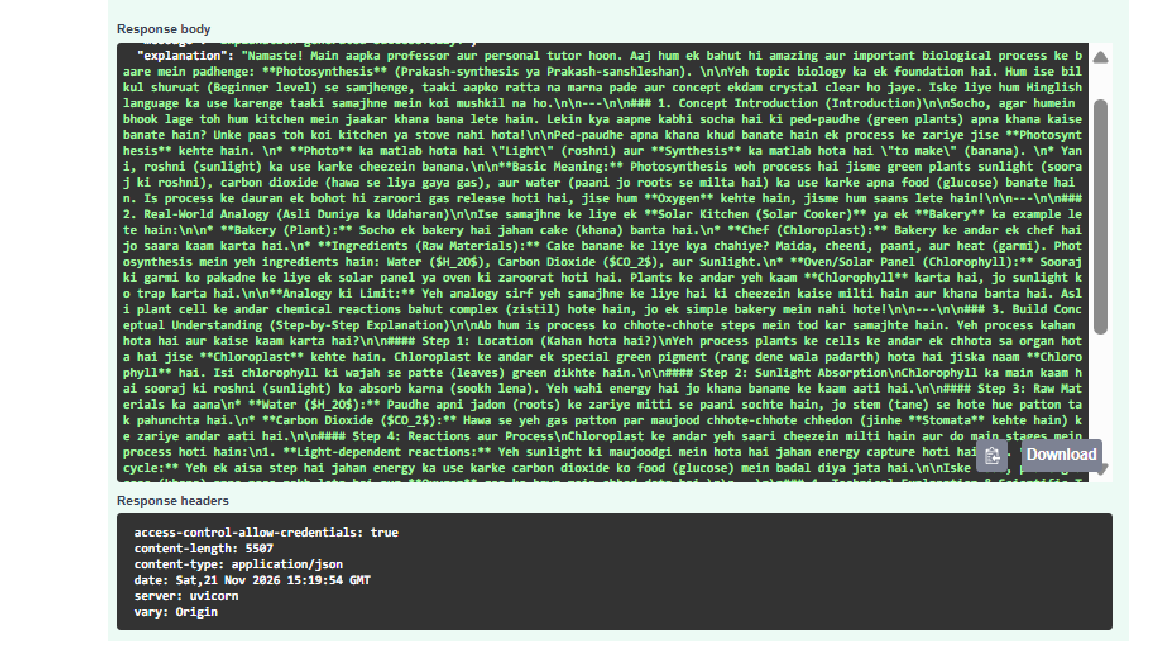 Response body
"explanation": "Namaste! Main aapka professor aur personal tutor hoon. Aaj hum ek bahut hi amazing aur important biological process ke b
aare mein padhenge: **Photosynthesis** (Prakash-synthesis ya Prakash-sanshleshan). \n\nYeh topic biology ka ek foundation hai. Hum ise bil
kul shuruat (Beginner level) se samjhenge, taaki aapko ratta na marna pade aur concept ekdam crystal clear ho jaye. Iske liye hum Hinglish
language ka use karenge taaki samajhne mein koi mushkil na ho.\n\n---\n\n### 1. Concept Introduction (Introduction)\n\nSocho, agar humein
bhook lage toh hum kitchen mein jaakar khana bana lete hain. Lekin kya aapne kabhi socha hai ki ped-paudhe (green plants) apna khana kaise
banate hain? Unke paas toh koi kitchen ya stove nahi hota!\n\nPed-paudhe apna khana khud banate hain ek process ke zariye jise **Photosynt
hesis** kehte hain. \n* **Photo** ka matlab hota hai \"Light\" (roshni) aur **Synthesis** ka matlab hota hai \"to make\" (banana). \n* Yan
i, roshni (sunlight) ka use karke cheezein banana.\n\n**Basic Meaning:** Photosynthesis woh process hai jisme green plants sunlight (soora
j ki roshni), carbon dioxide (hawa se liya gaya gas), aur water (paani jo roots se milta hai) ka use karke apna food (glucose) banate hai
n. Is process ke dauran ek bohot hi zaroori gas release hoti hai, jise hum **Oxygen** kehte hain, jisme hum saans lete hain!\n\n---\n\n###
2. Real-World Analogy (Asli Duniya ka Udaharan)\n\nIse samajhne ke liye ek **Solar Kitchen (Solar Cooker)** ya ek **Bakery** ka example le
te hain:\n\n* **Bakery (Plant):** Socho ek bakery hai jahan cake (khana) banta hai.\n* **Chef (Chloroplast):** Bakery ke andar ek chef hai
jo saara kaam karta hai.\n* **Ingredients (Raw Materials):** Cake banane ke liye kya chahiye? Maida, cheeni, paani, aur heat (garmi). Phot
osynthesis mein yeh ingredients hain: Water ($H_2O$), Carbon Dioxide ($CO_2$), aur Sunlight.\n* **Oven/Solar Panel (Chlorophyll):** Sooraj
ki garmi ko pakadne ke liye ek solar panel ya oven ki zaroorat hoti hai. Plants ke andar yeh kaam **Chlorophyll** karta hai, jo sunlight k
o trap karta hai.\n\n**Analogy ki Limit:** Yeh analogy sirf yeh samajhne ke liye hai ki cheezein kaise milti hain aur khana banta hai. Asl
i plant cell ke andar chemical reactions bahut complex (zistil) hote hain, jo ek simple bakery mein nahi hote!\n\n---\n\n### 3. Build Conc
eptual Understanding (Step-by-Step Explanation)\n\nAb hum is process ko chhote-chhote steps mein tod kar samajhte hain. Yeh process kahan
hota hai aur kaise kaam karta hai?\n\n#### Step 1: Location (Kahan hota hai?)\nYeh process plants ke cells ke andar ek chhota sa organ hot
a hai jise **Chloroplast** kehte hain. Chloroplast ke andar ek special green pigment (rang dene wala padarth) hota hai jiska naam **Chloro
phyll** hai. Isi chlorophyll ki wajah se patte (leaves) green dikhte hain.\n\n#### Step 2: Sunlight Absorption\nChlorophyll ka main kaam h
ai sooraj ki roshni (sunlight) ko absorb karna (sookh lena). Yeh wahi energy hai jo khana banane ke kaam aati hai.\n\n#### Step 3: Raw Mat
erials ka aana\n* **Water ($H_2O$):** Paudhe apni jadon (roots) ke zariye mitti se paani sochte hain, jo stem (tane) se hote hue patton ta
k pahunchta hai.\n* **Carbon Dioxide ($CO_2$):** Hawa se yeh gas patton par maujood chhote-chhote chhedon (jinhe **Stomata** kehte hain) k
e zariye andar aati hai.\n\n#### Step 4: Reactions aur Process\nChloroplast ke andar yeh saari cheezein milti hain aur do main stages mein
process hoti hain:\n1. **Light-dependent reactions:** Yeh sunlight ki maujoodgi mein hota hai jahan energy capture hoti hai
cycle:** Yeh ek aisa step hai jahan energy ka use karke carbon dioxide ko food (glucose) mein badal diya jata hai.\n\nIske
Download
Response headers
access-control-allow-credentials: true
content-length: 5507
content-type: application/json
date: Sat,21 Nov 2026 15:19:54 GMT
server: uvicorn
vary: Origin